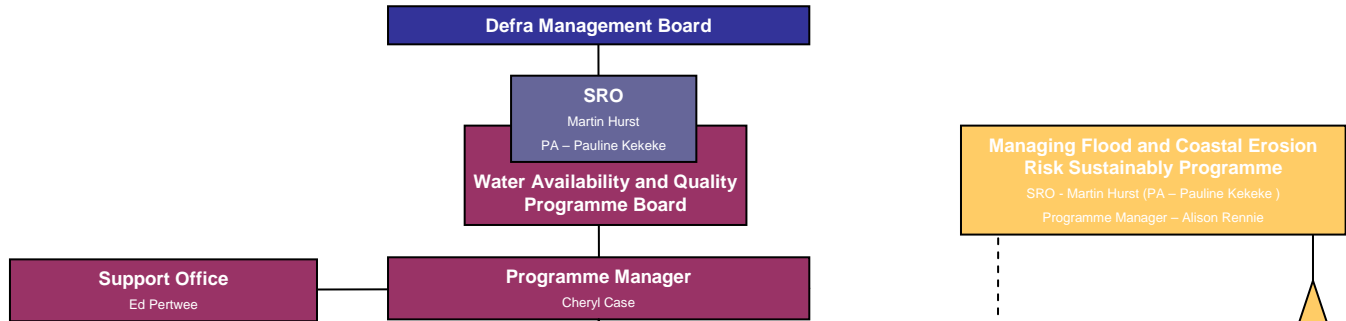 Defra Management Board
SRO
Martin Hurst
PA – Pauline Kekeke
Water Availability and Quality
Programme Board
Managing Flood and Coastal Erosion
Risk Sustainably Programme
SRO - Martin Hurst (PA – Pauline Kekeke )
Programme Manager – Alison Rennie
Support Office
Ed Pertwee
Programme Manager
Cheryl Case